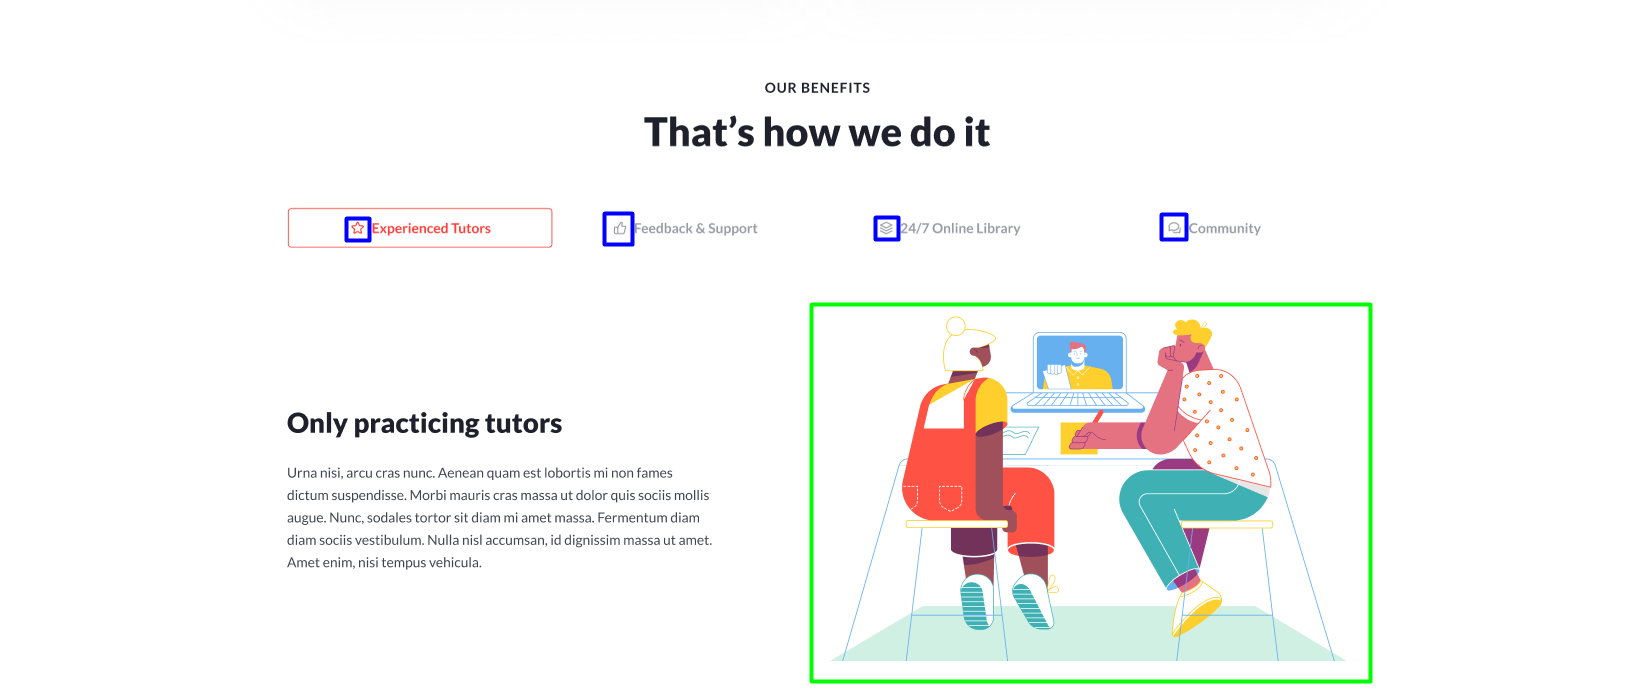 OUR BENEFITS
That's how we do it
Experienced Tutors
Feedback & Support
24/7 Online Library
Community
Only practicing tutors
Urna nisi, arcu cras nunc. Aenean quam est lobortis mi non fames
dictum suspendisse. Morbi mauris cras massa ut dolor quis sociis mollis
augue. Nunc, sodales tortor sit diam mi amet massa. Fermentum diam
diam sociis vestibulum. Nulla nisl accumsan, id dignissim massa ut amet.
Amet enim, nisi tempus vehicula.